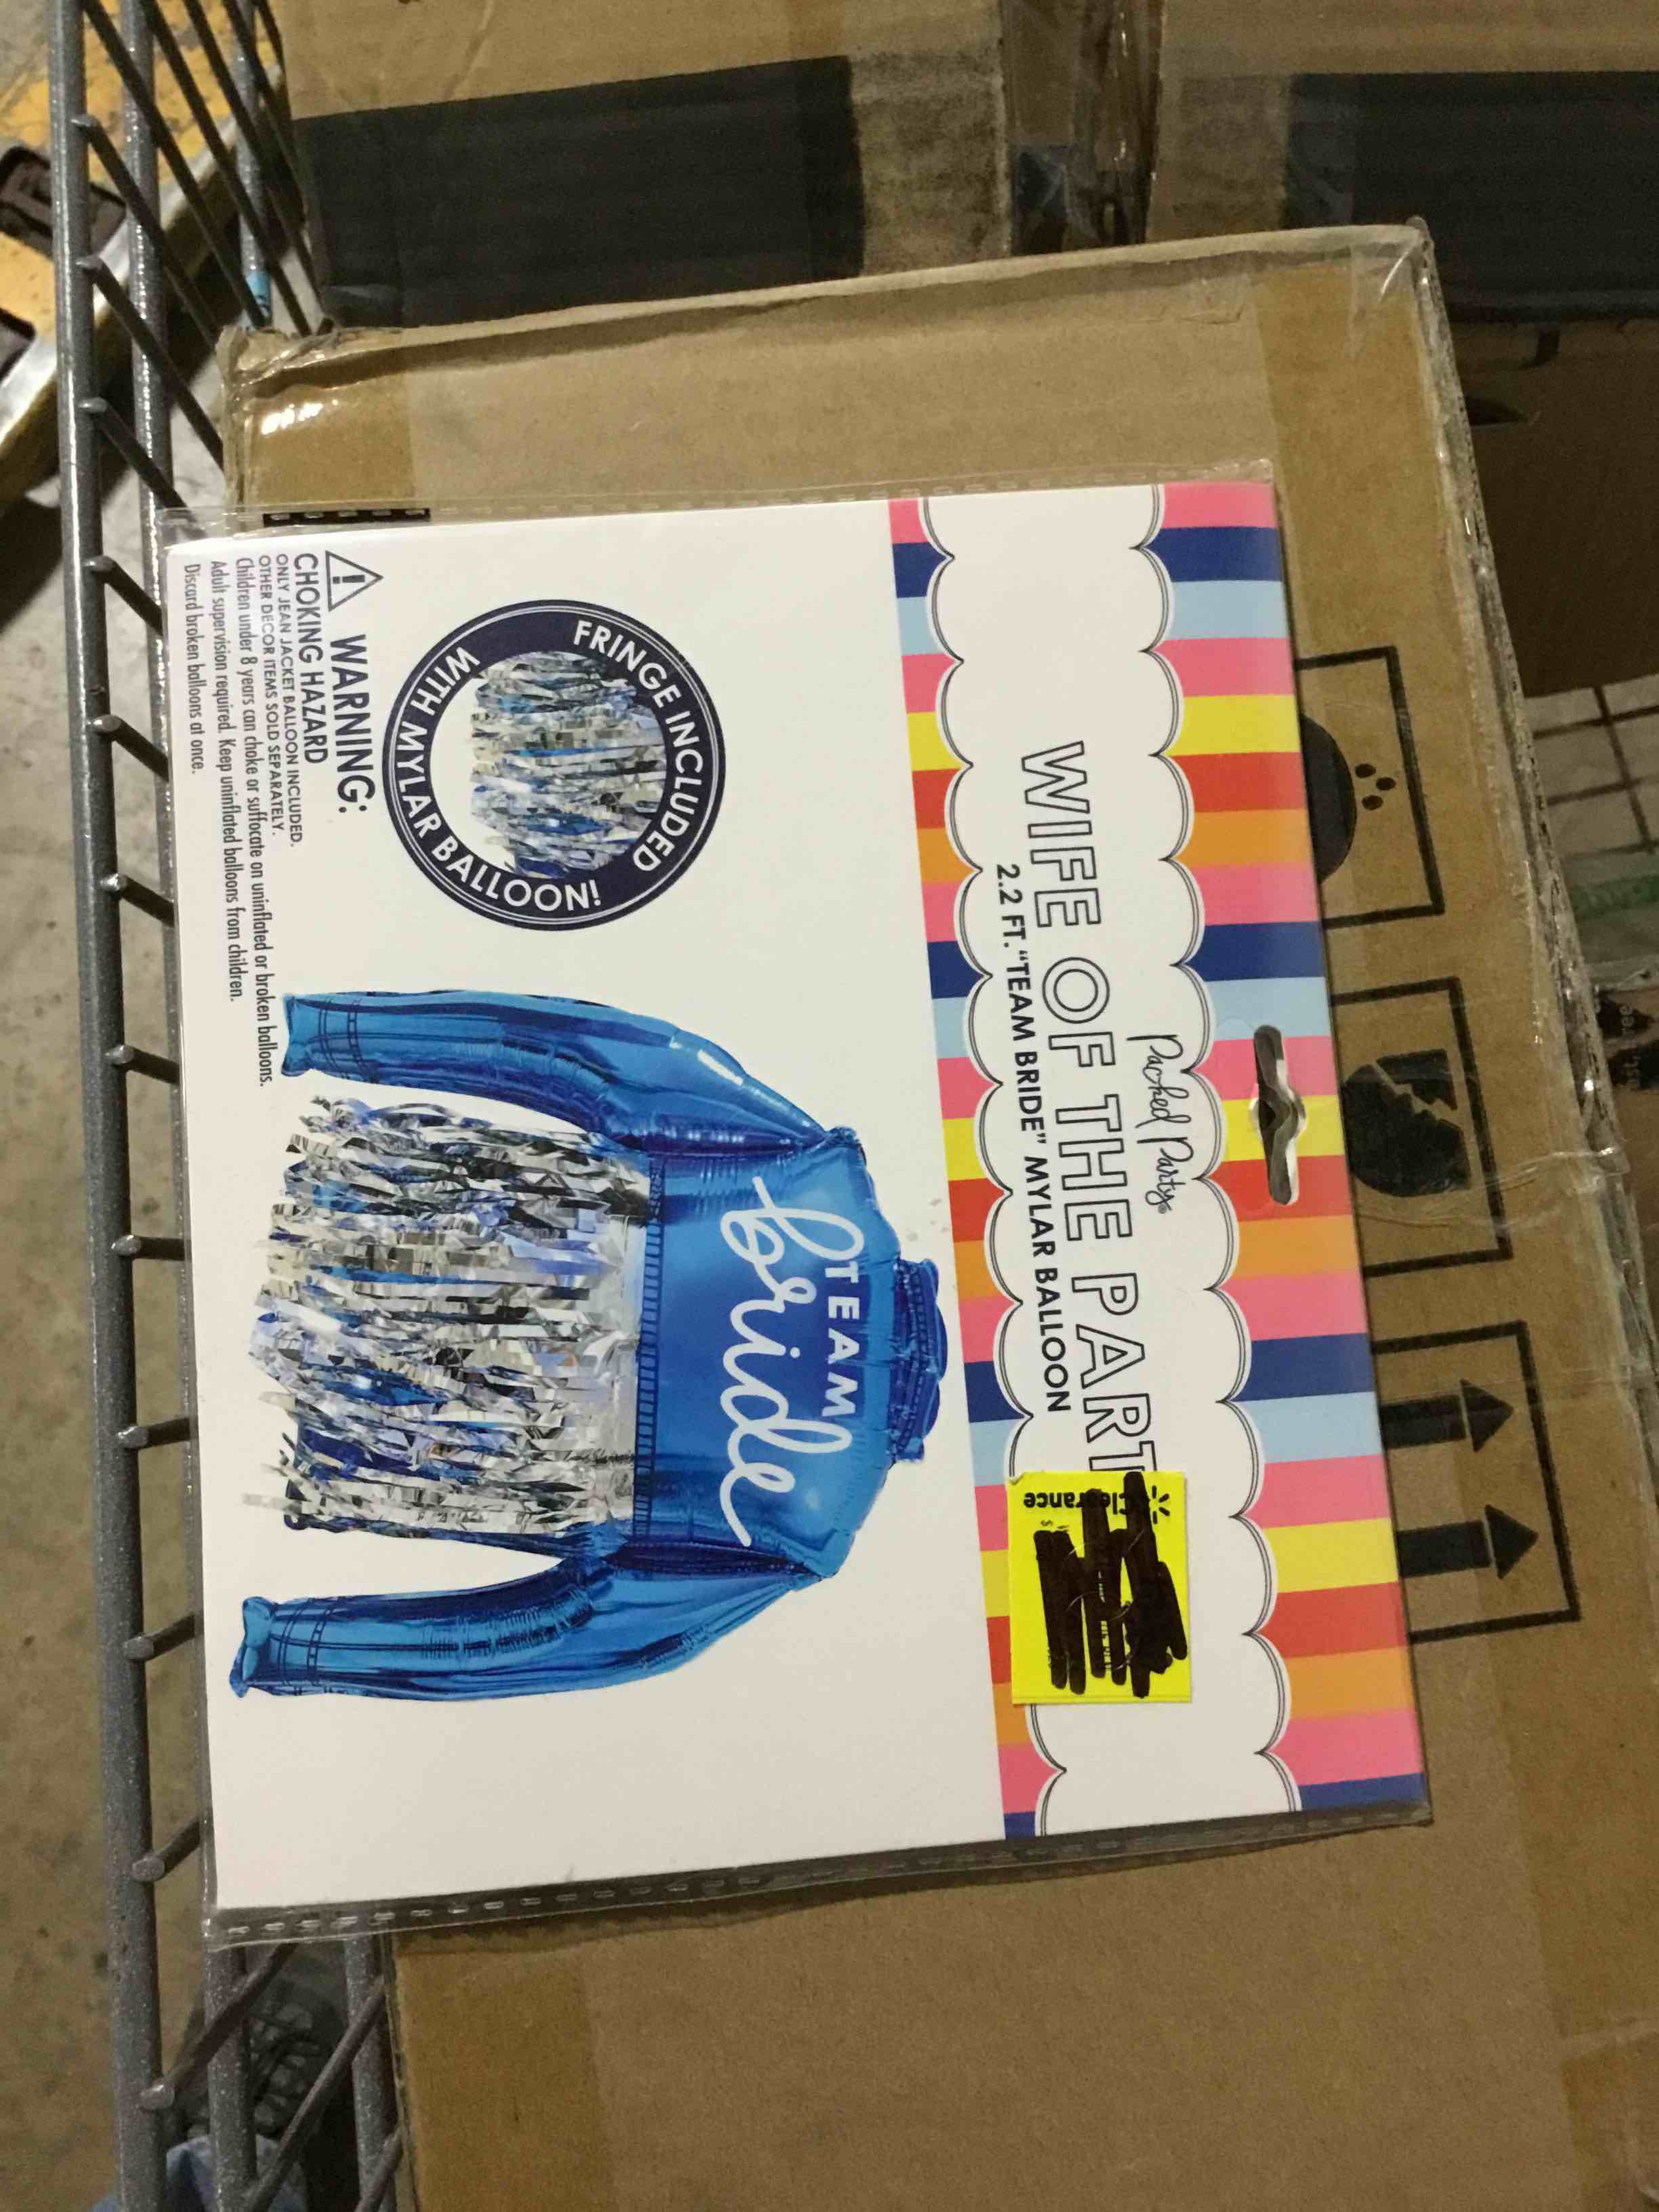 Packed Party
WIFE OF THE PART
2.2 FT. "TEAM BRIDE" MYLAR BALLOON
Clearance
$
TEAM
bride
FRINGE INCLUDED
WITH MYLAR BALLOON!
WARNING:
CHOKING HAZARD
ONLY JEAN JACKET BALLOON INCLUDED.
OTHER DECOR ITEMS SOLD SEPARATELY.
Children under 8 years can choke or suffocate on uninflated or broken balloons.
Adult supervision required. Keep uninflated balloons from children.
Discard broken balloons at once.